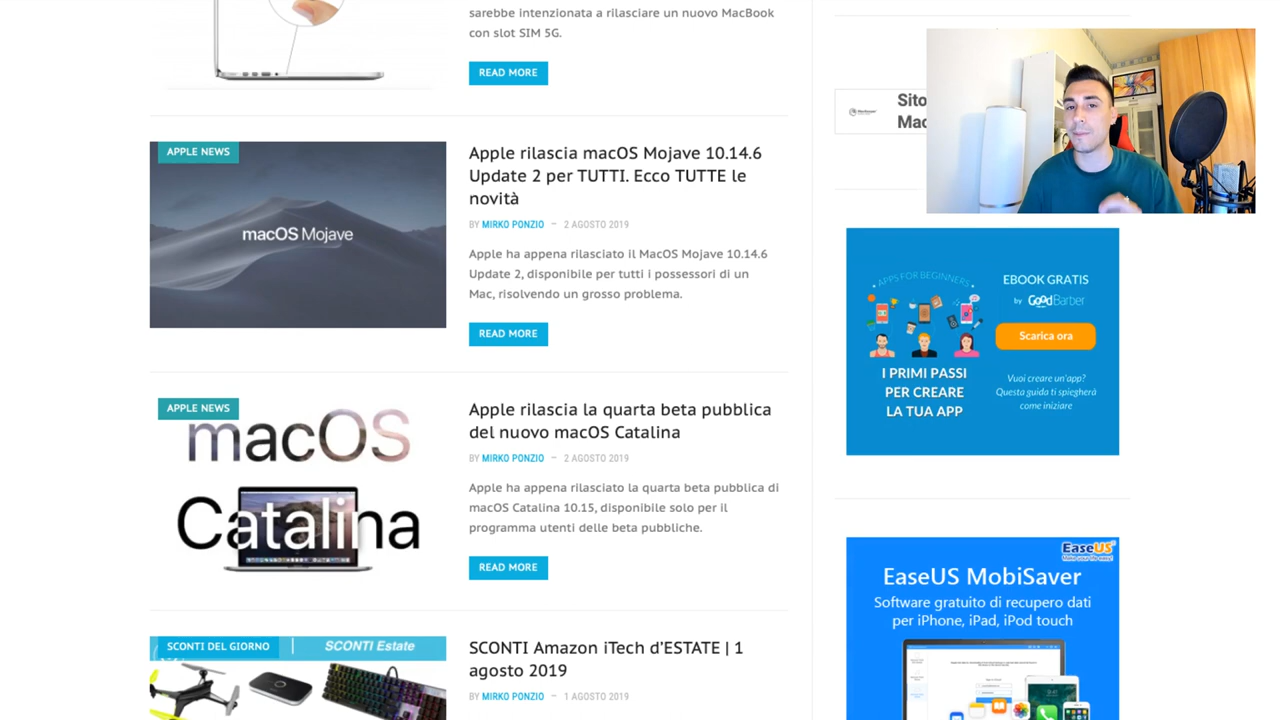 sarebbe intenzionata a rilasciare un nuovo MacBook
con slot SIM 5G.
READ MORE
APPLE NEWS
macOS Mojave
Apple rilascia macOS Mojave 10.14.6
Update 2 per TUTTI. Ecco TUTTE le
novità
BY MIRKO PONZIO – 2 AGOSTO 2019
Apple ha appena rilasciato il MacOS Mojave 10.14.6
Update 2, disponibile per tutti i possessori di un
Mac, risolvendo un grosso problema.
READ MORE
APPLE NEWS
macOS
Catalina
Apple rilascia la quarta beta pubblica
del nuovo macOS Catalina
BY MIRKO PONZIO – 2 AGOSTO 2019
Apple ha appena rilasciato la quarta beta pubblica di
macOS Catalina 10.15, disponibile solo per il
programma utenti delle beta pubbliche.
READ MORE
SCONTI DEL GIORNO
SCONTI Estate
SCONTI Amazon iTech d’ESTATE | 1
agosto 2019
BY MIRKO PONZIO – 1 AGOSTO 2019
Sito
Mac
APPS FOR BEGINNERS
I PRIMI PASSI
PER CREARE
LA TUA APP
EBOOK GRATIS
by GoodBarber
Scarica ora
Vuoi creare un'app?
Questa guida ti spiegherà
come iniziare
EaseUS
EaseUS MobiSaver
Software gratuito di recupero dati
per iPhone, iPad, iPod touch